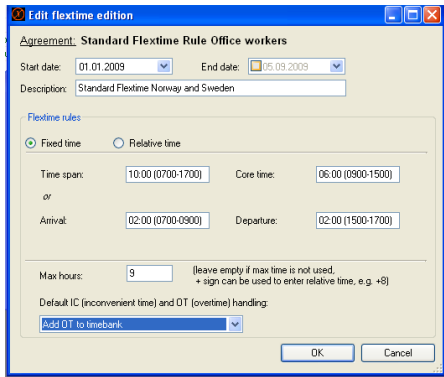 Edit flextime edition
Agreement: Standard Flextime Rule Office workers
Start date: 01.01.2009 End date: 05.09.2009
Description: Standard Flextime Norway and Sweden
Flextime rules
Fixed time Relative time
Time span: 10:00 (0700-1700) Core time: 06:00 (0900-1500)
or
Arrival: 02:00 (0700-0900) Departure: 02:00 (1500-1700)
Max hours: 9 (leave empty if max time is not used,
+ sign can be used to enter relative time, e.g. +8)
Default IC (inconvenient time) and OT (overtime) handling:
Add OT to timebank
OK Cancel